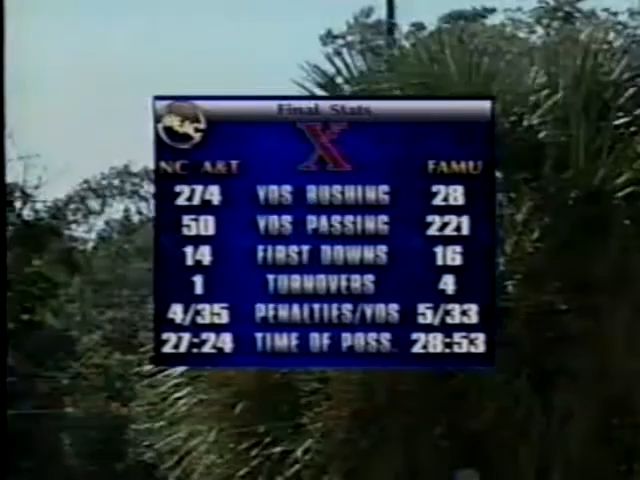 Final Stats
MEAC
X
NC A&T FAMU
274 YDS RUSHING 28
50 YDS PASSING 221
14 FIRST DOWNS 16
1 TURNOVERS 4
4/35 PENALTIES/YDS 5/33
27:24 TIME OF POSS. 28:53